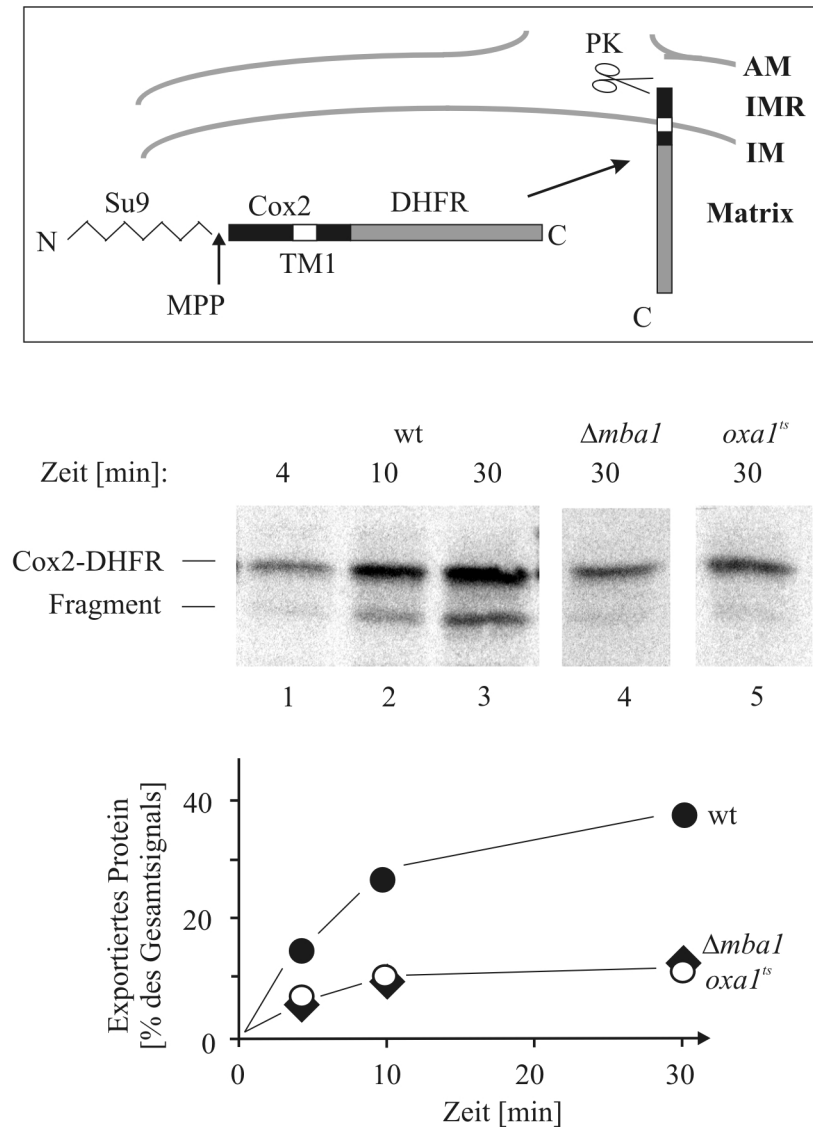 PK
AM
IMR
IM
Su9
Cox2
DHFR
Matrix
N
C
TM1
MPP
C
wt Δmba1 oxa1ts
Zeit [min]: 4 10 30 30 30
Cox2-DHFR
Fragment
1 2 3 4 5
Exportiertes Protein
[% des Gesamtsignals]
40
20
0
wt
Δmba1
oxa1ts
0 10 20 30
Zeit [min]